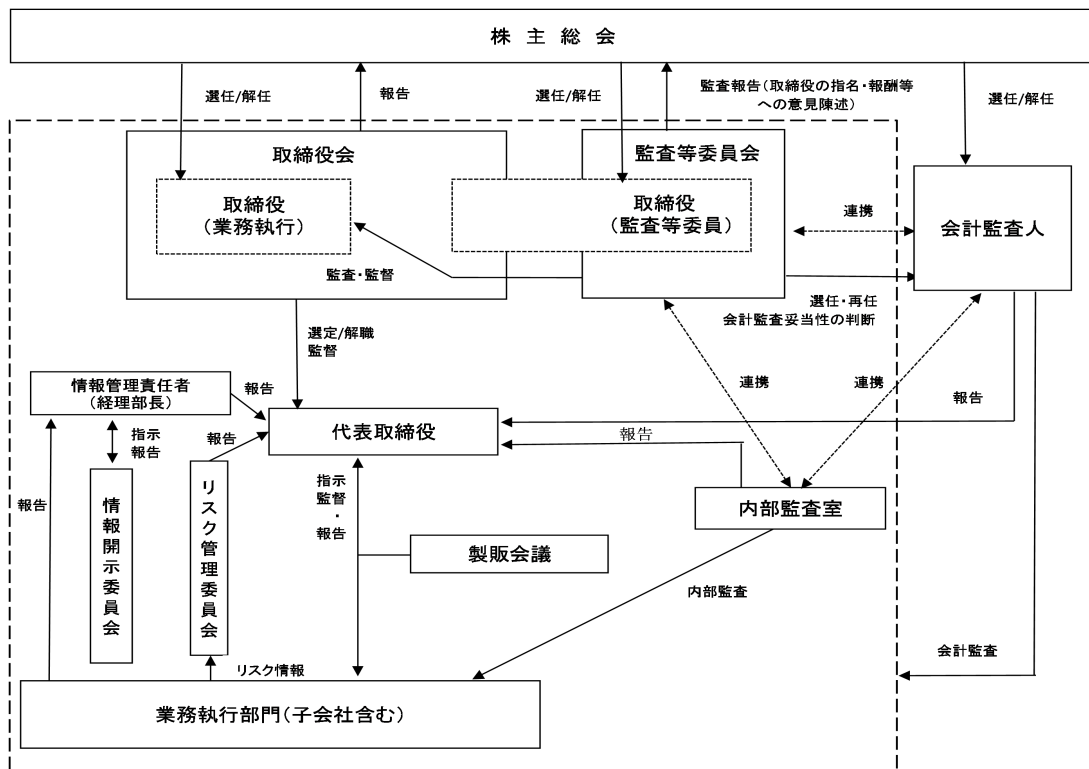 株主総会
選任/解任
報告
選任/解任
監査報告(取締役の指名・報酬等
への意見陳述)
選任/解任
取締役会
監査等委員会
取締役
(業務執行)
取締役
(監査等委員)
連携
会計監査人
監査・監督
選任・再任
会計監査妥当性の判断
選定/解職
監督
情報管理責任者
(経理部長)
報告
連携
連携
報告
代表取締役
報告
報告
指示
報告
報告
情報開示委員会
リスク管理委員会
指示
監督
・
報告
内部監査室
製販会議
内部監査
会計監査
リスク情報
業務執行部門(子会社含む)